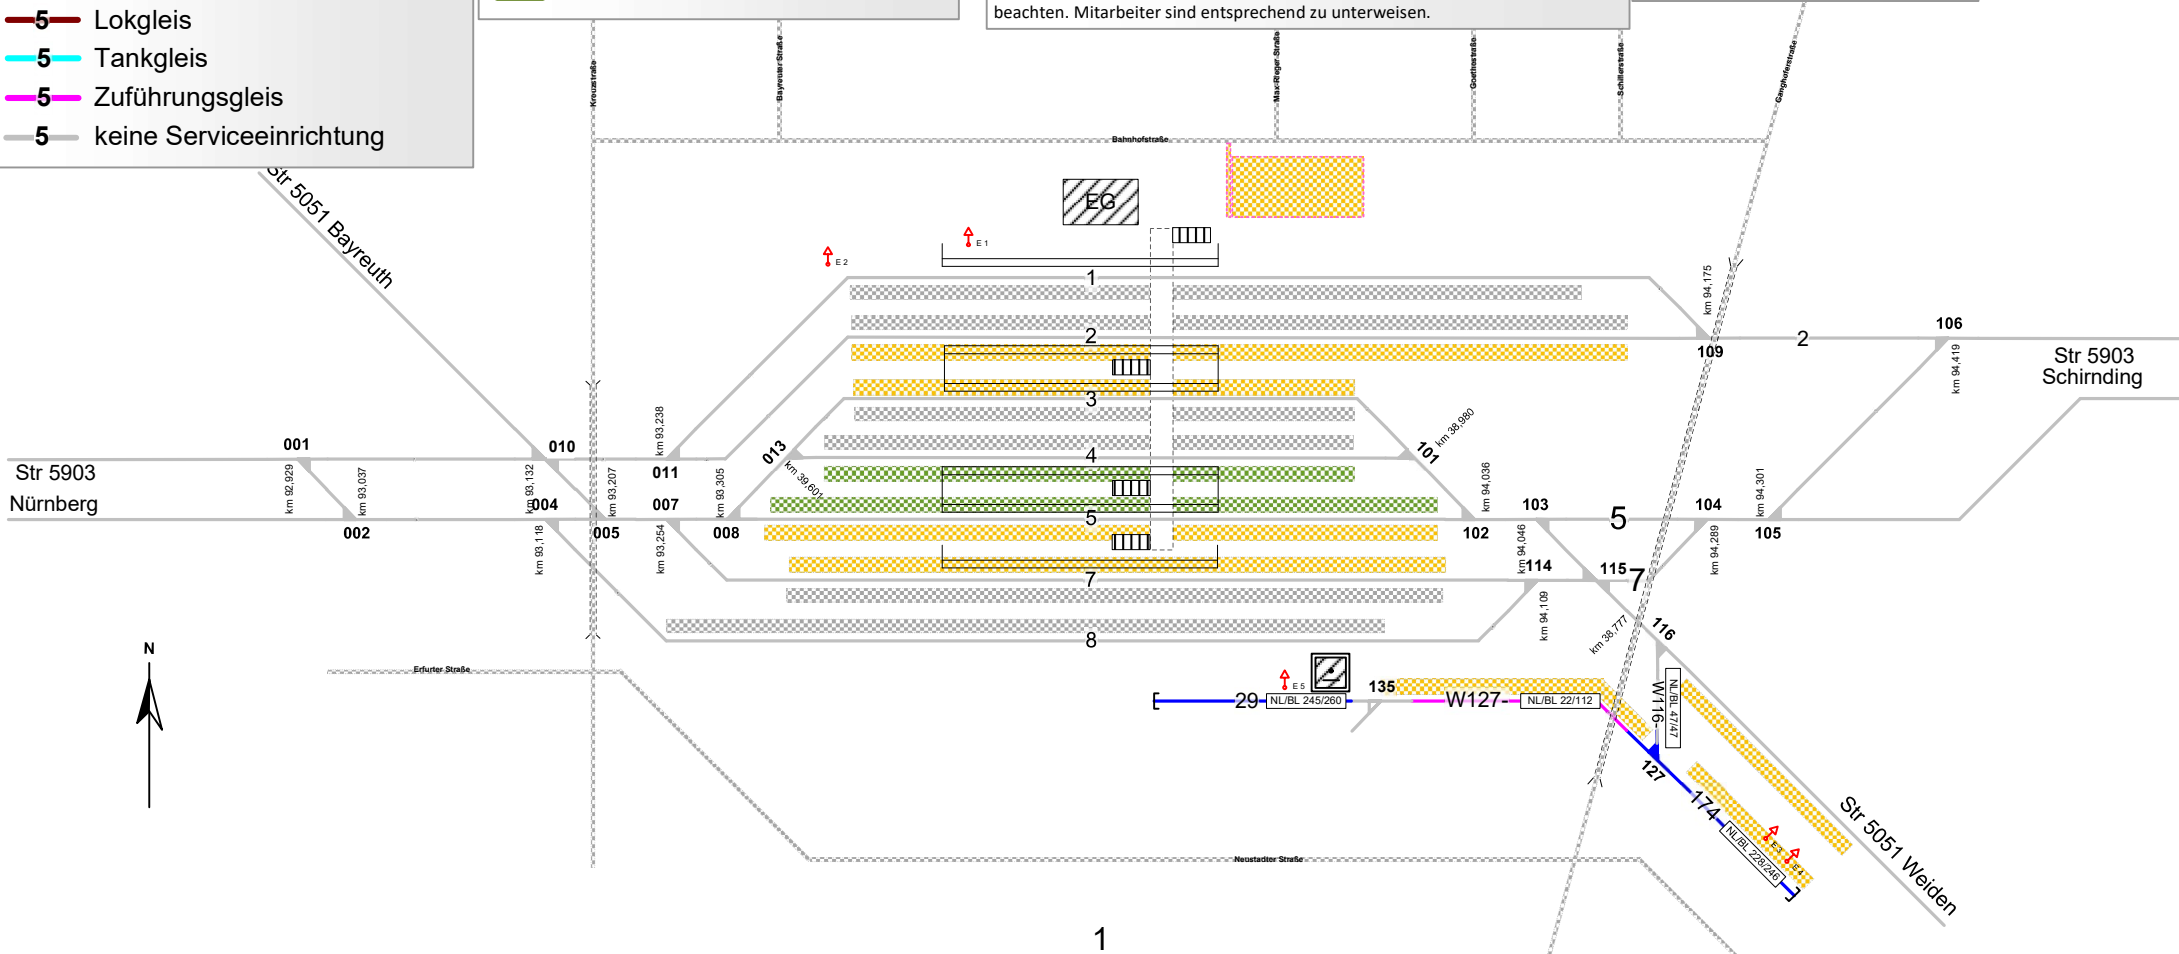 5 Lokgleis
5 Tankgleis
5 Zuführungsgleis
5 keine Serviceeinrichtung
beachten. Mitarbeiter sind entsprechend zu unterweisen.
Kreuzstraße
Bayreuter Straße
Max-Reger-Straße
Goethestraße
Schillerstraße
Ganghoferstraße
Bahnhofstraße
EG
E 1
E 2
Str 5051 Bayreuth
1
2
3
4
5
7
8
km 94,175
109
2
106
km 94,419
Str 5903
Schirnding
001
010
km 93,238
011
013
km 39,601
101
km 38,980
Str 5903
Nürnberg
km 92,929
km 93,037
002
km 93,132
004
km 93,118
005
km 93,207
007
km 93,254
km 93,305
008
km 94,036
102
103
km 94,046
5
104
km 94,289
km 94,301
105
114
km 94,109
115
7
km 38,777
116
Erfurter Straße
N
E 5
29
NL/BL 245/260
135
W127-
NL/BL 22/112
W116-
NL/BL 47/47
127
174
NL/BL 228/246
E 3
E 4
Str 5051 Weiden
Neustadter Straße
1